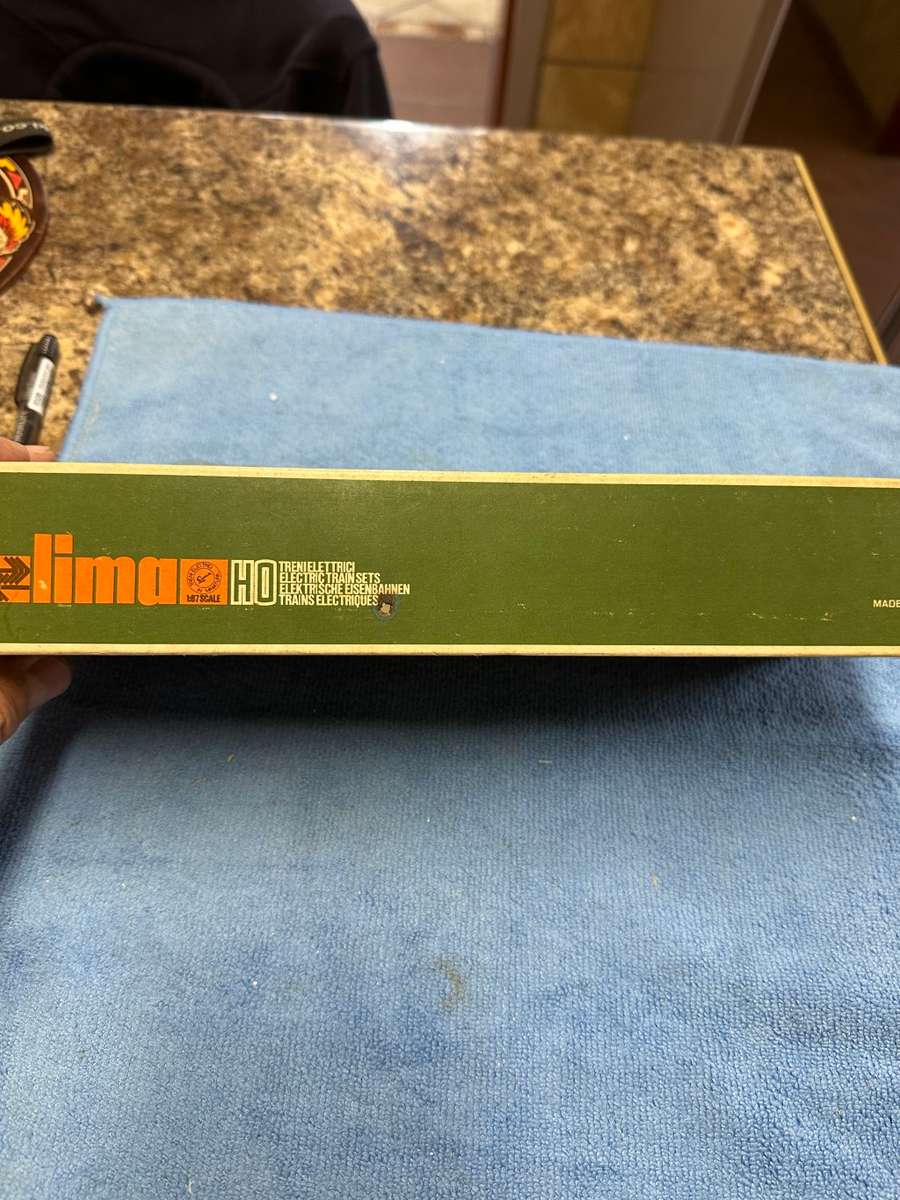 lima
1:87 SCALE
HO
TRENI ELETTRICI
ELECTRIC TRAIN SETS
ELEKTRISCHE EISENBAHNEN
TRAINS ELECTRIQUES
MADE